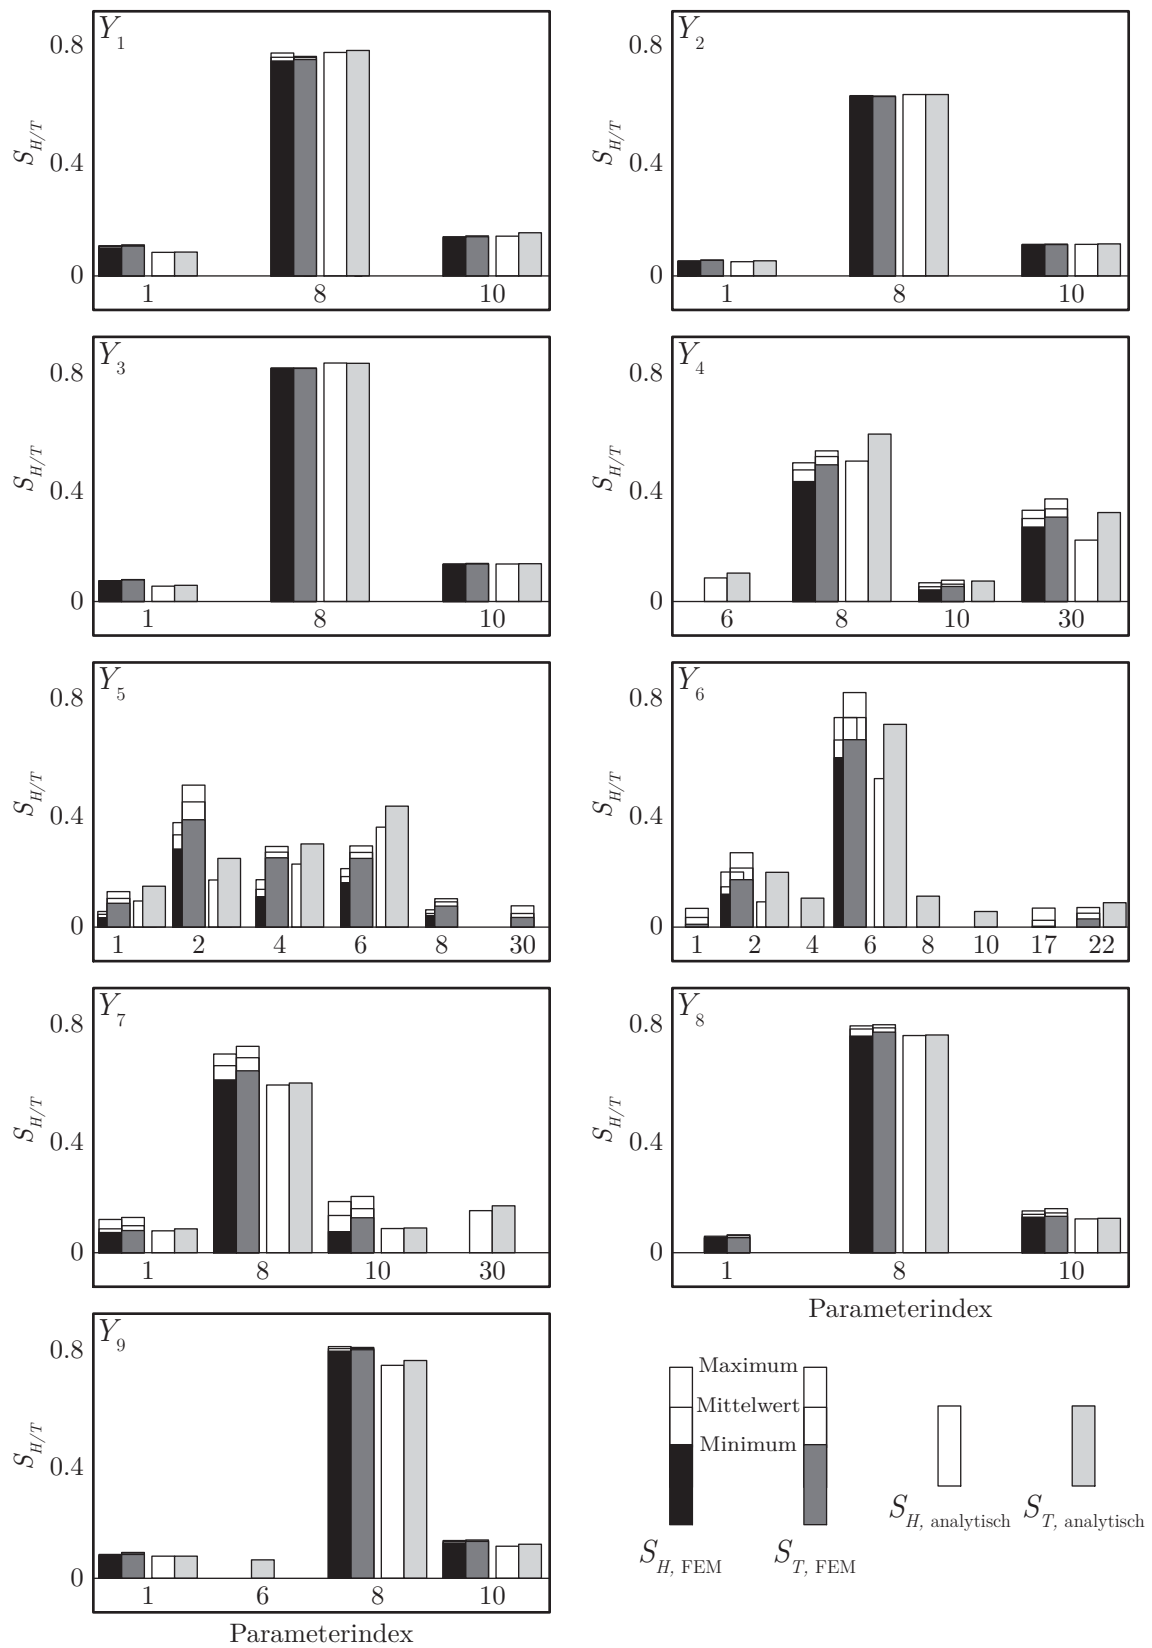 Y1
0.8
S_H/T
0.4
0
1 8 10
Y2
0.8
S_H/T
0.4
0
1 8 10
Y3
0.8
S_H/T
0.4
0
1 8 10
Y4
0.8
S_H/T
0.4
0
6 8 10 30
Y5
0.8
S_H/T
0.4
0
1 2 4 6 8 30
Y6
0.8
S_H/T
0.4
0
1 2 4 6 8 10 17 22
Y7
0.8
S_H/T
0.4
0
1 8 10 30
Y8
0.8
S_H/T
0.4
0
1 8 10
Parameterindex
Y9
0.8
S_H/T
0.4
0
1 6 8 10
Parameterindex
Maximum
Mittelwert
Minimum
S_H, FEM
S_T, FEM
S_H, analytisch
S_T, analytisch